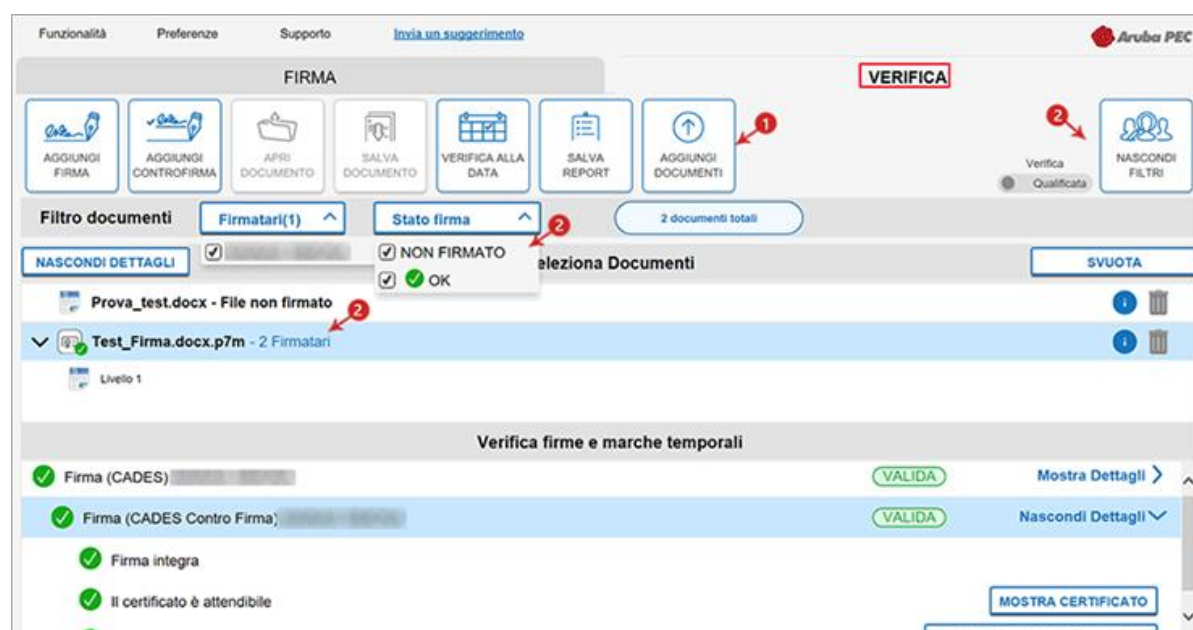 Funzionalità Preferenze Supporto Invia un suggerimento
Aruba PEC
FIRMA VERIFICA
AGGIUNGI FIRMA
AGGIUNGI CONTROFIRMA
APRI DOCUMENTO
SALVA DOCUMENTO
VERIFICA ALLA DATA
SALVA REPORT
AGGIUNGI DOCUMENTI
1
2
Verifica
Qualificata
NASCONDI FILTRI
Filtro documenti Firmatari(1) Stato firma 2 2 documenti totali
NON FIRMATO
OK
NASCONDI DETTAGLI eleziona Documenti SVUOTA
Prova_test.docx - File non firmato
2
Test_Firma.docx.p7m - 2 Firmatari
Livello 1
Verifica firme e marche temporali
Firma (CADES) VALIDA Mostra Dettagli
Firma (CADES Contro Firma) VALIDA Nascondi Dettagli
Firma integra
Il certificato è attendibile MOSTRA CERTIFICATO